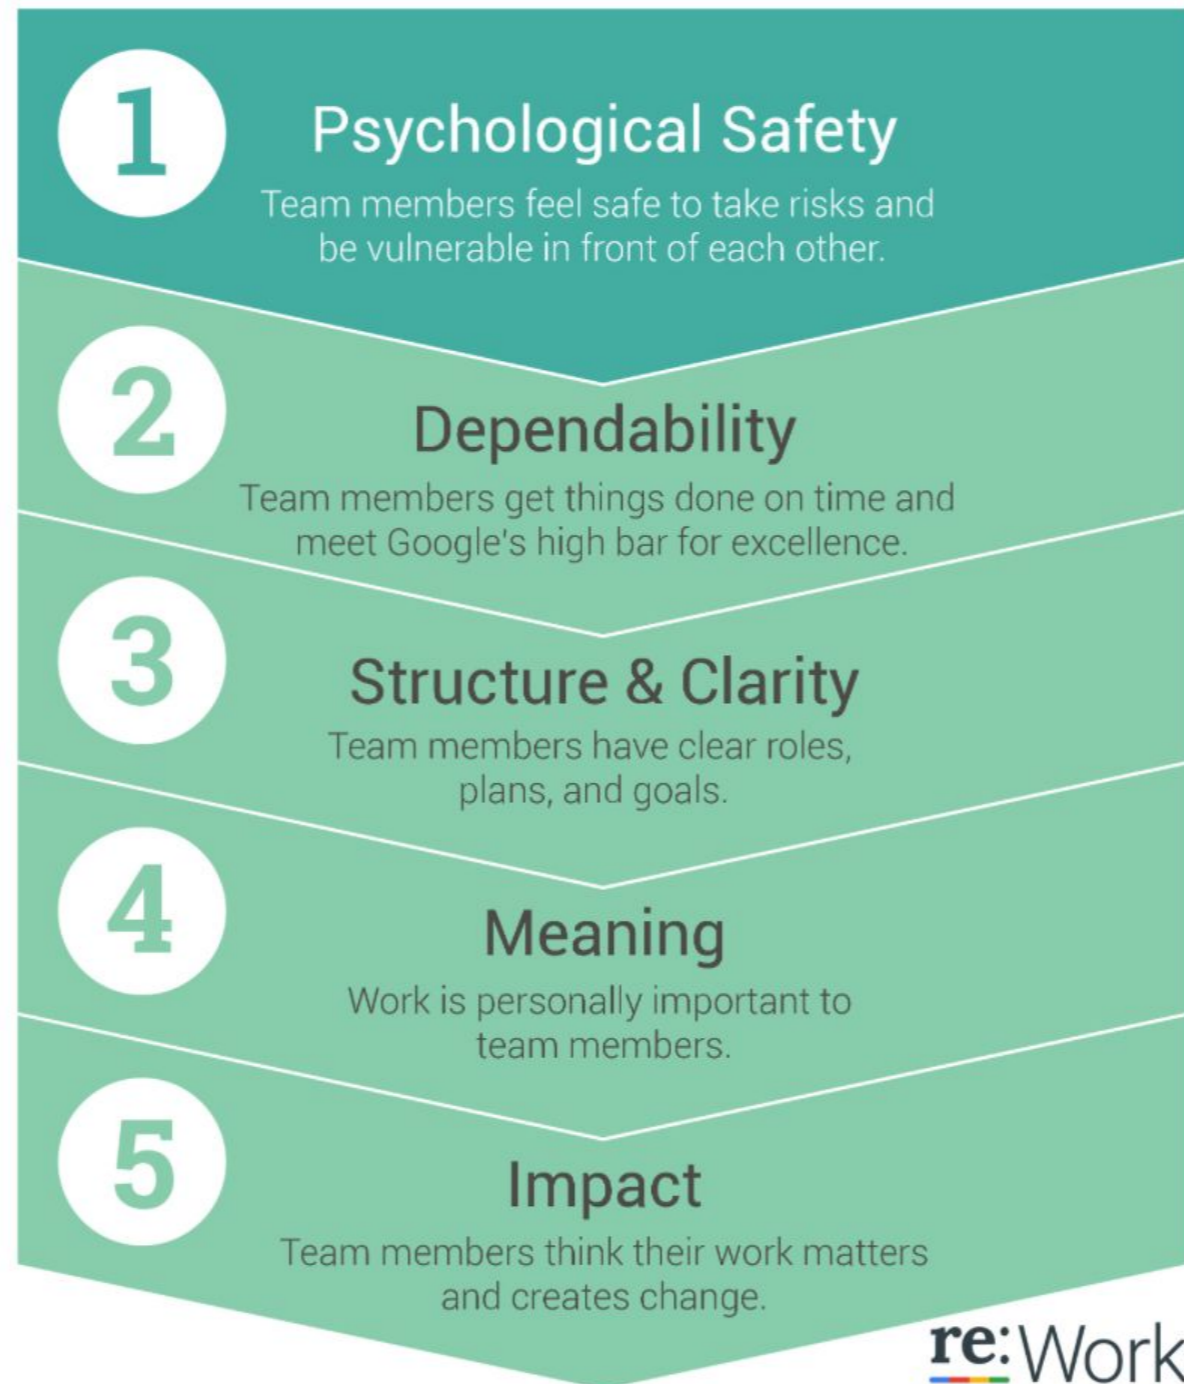 1
Psychological Safety
Team members feel safe to take risks and
be vulnerable in front of each other.
2
Dependability
Team members get things done on time and
meet Google's high bar for excellence.
3
Structure & Clarity
Team members have clear roles,
plans, and goals.
4
Meaning
Work is personally important to
team members.
5
Impact
Team members think their work matters
and creates change.
re:Work